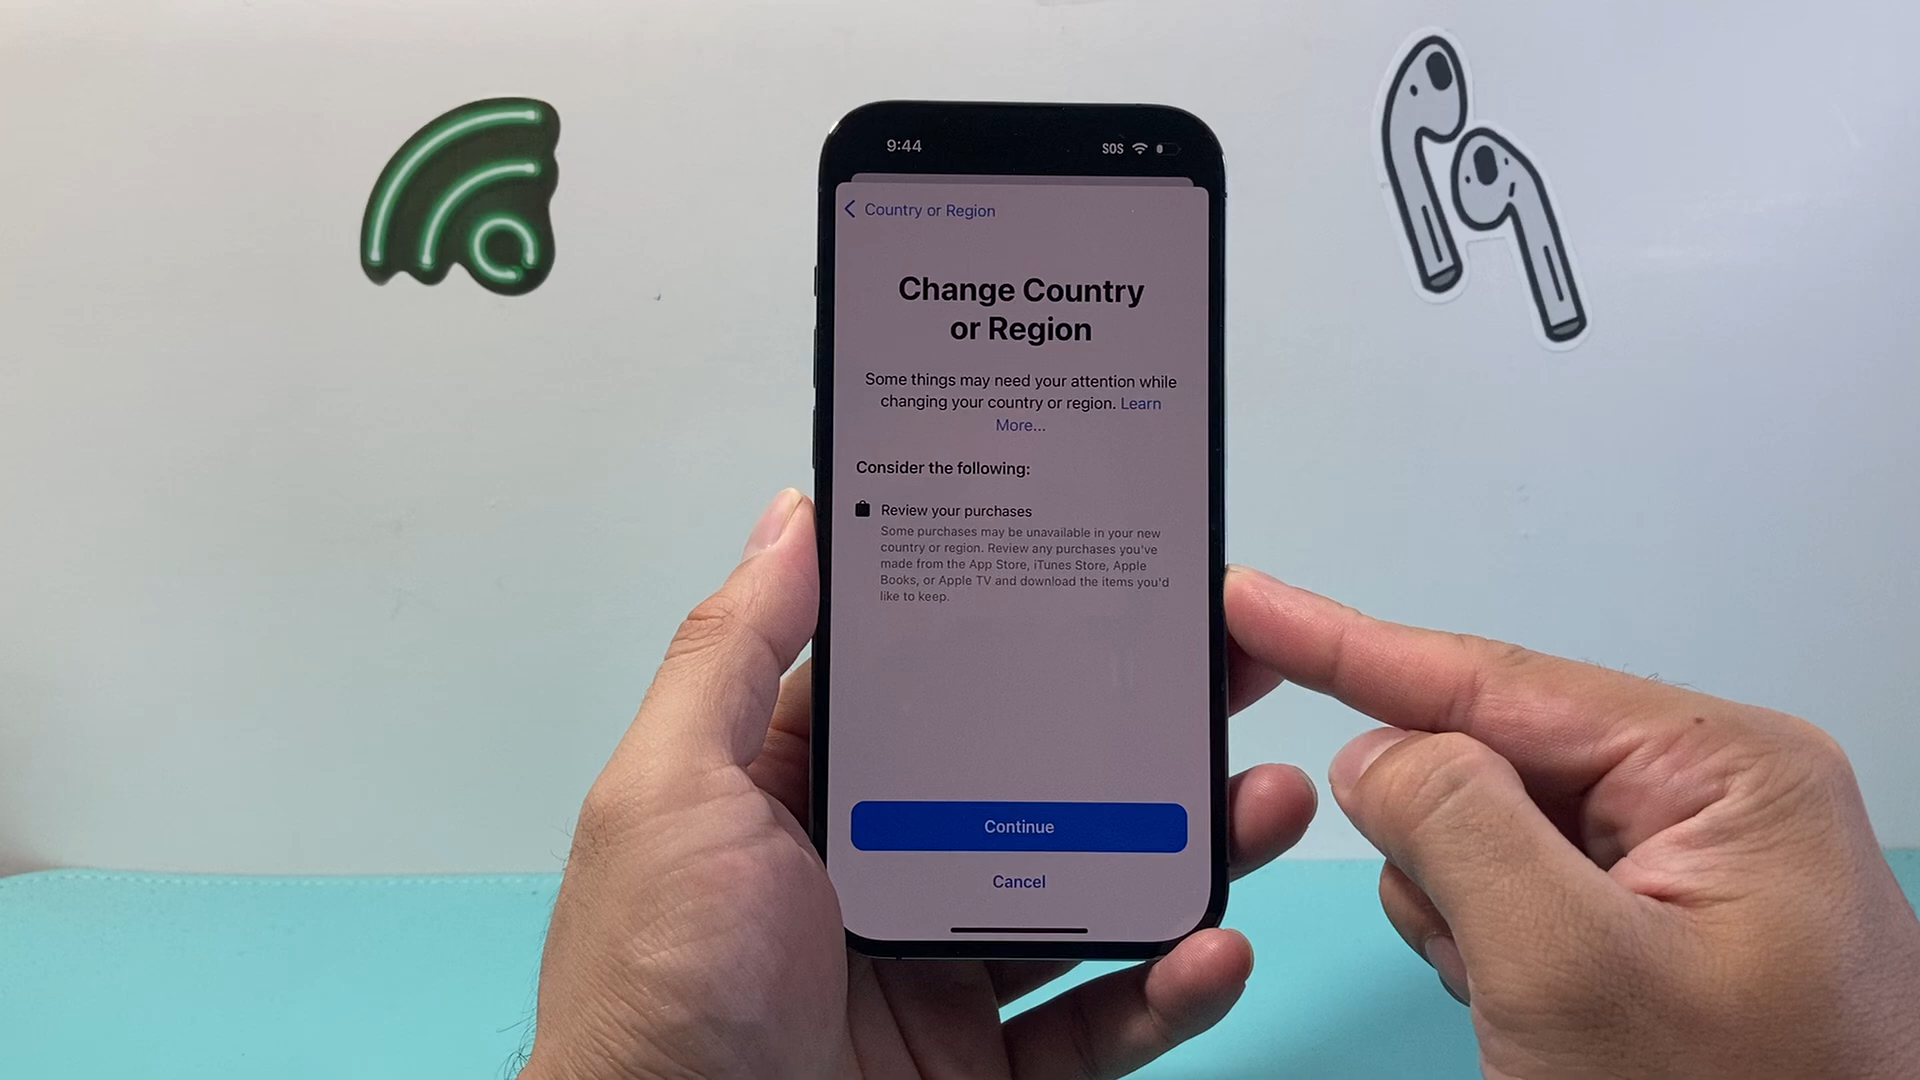 9:44
SOS
Country or Region
Change Country
or Region
Some things may need your attention while
changing your country or region. Learn
More...
Consider the following:
Review your purchases
Some purchases may be unavailable in your new
country or region. Review any purchases you've
made from the App Store, iTunes Store, Apple
Books, or Apple TV and download the items you'd
like to keep.
Continue
Cancel